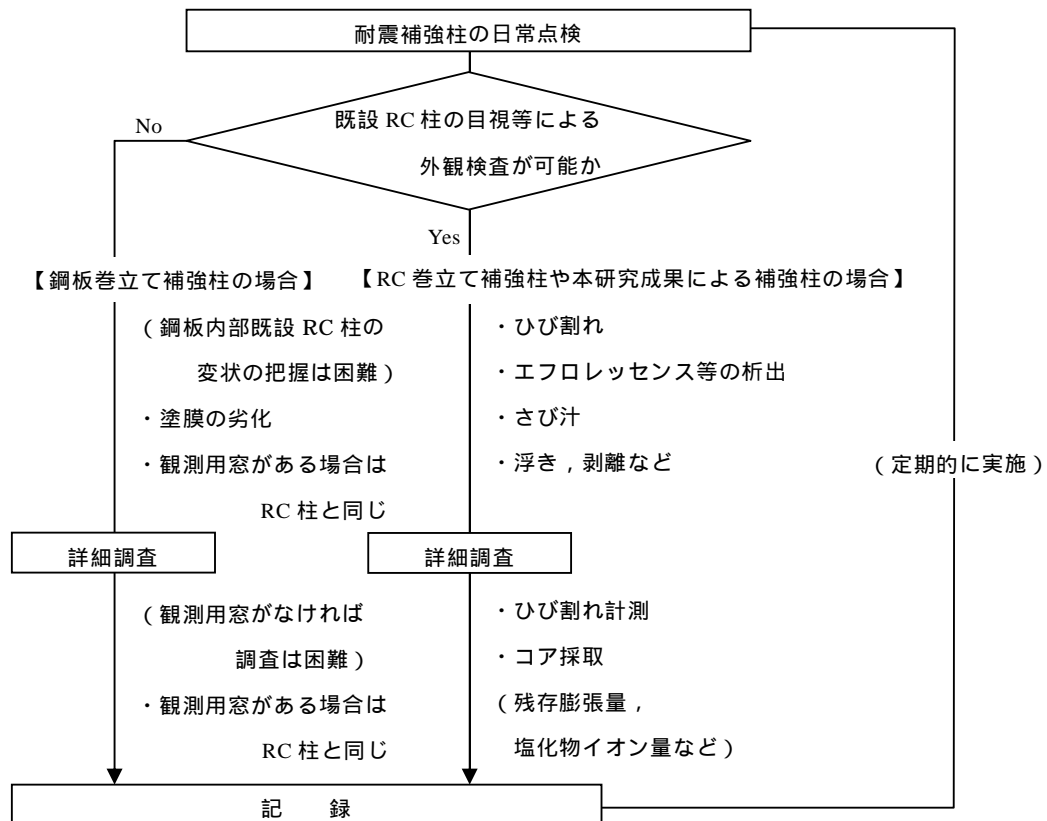 耐震補強柱の日常点検
既設 RC 柱の目視等による
外観検査が可能か
No
Yes
【鋼板巻立て補強柱の場合】
(鋼板内部既設 RC 柱の
変状の把握は困難)
・塗膜の劣化
・観測用窓がある場合は
RC 柱と同じ
【RC 巻立て補強柱や本研究成果による補強柱の場合】
・ひび割れ
・エフロレッセンス等の析出
・さび汁
・浮き,剥離など
(定期的に実施)
詳細調査
(観測用窓がなければ
調査は困難)
・観測用窓がある場合は
RC 柱と同じ
詳細調査
・ひび割れ計測
・コア採取
(残存膨張量,
塩化物イオン量など)
記 録